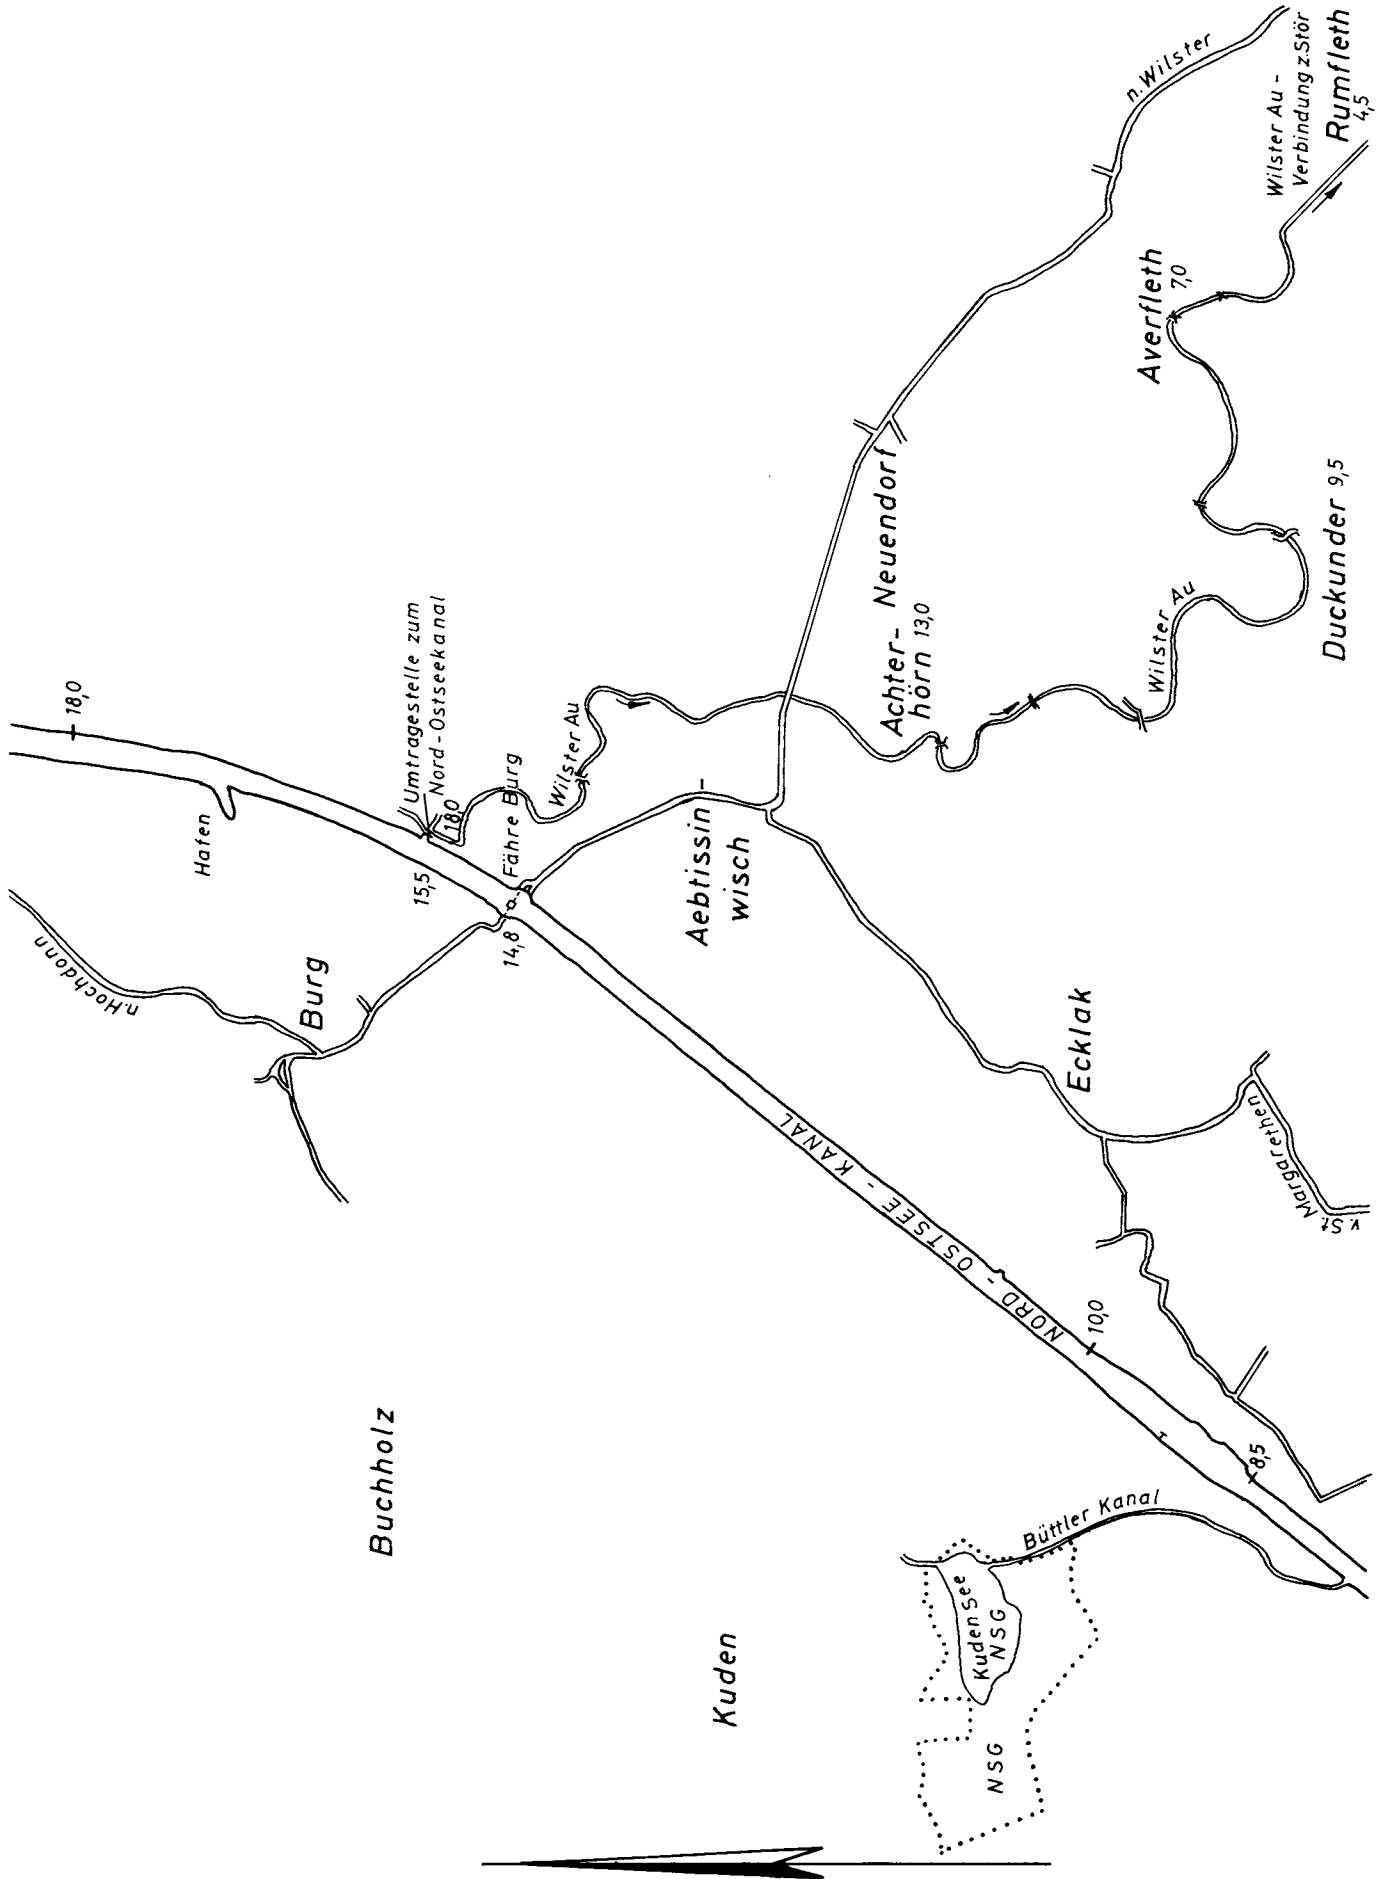 18,0
Hafen
Umtragestelle zum
Nord-Ostseekanal
18,0
15,5
Fähre Burg
14,8
n. Hochdonn
Burg
Wilster Au
Aebtissin
wisch
Achter-
hörn 13,0
Neuendorf
n. Wilster
Wilster Au -
Verbindung z. Stör
Rumfleth
4,5
Averfleth
7,0
Duckunder 9,5
Wilster Au
Ecklak
v. St. Margarethen
NORD - OSTSEE - KANAL
10,0
8,5
Buchholz
Büttler Kanal
Kuden See
NSG
NSG
Kuden